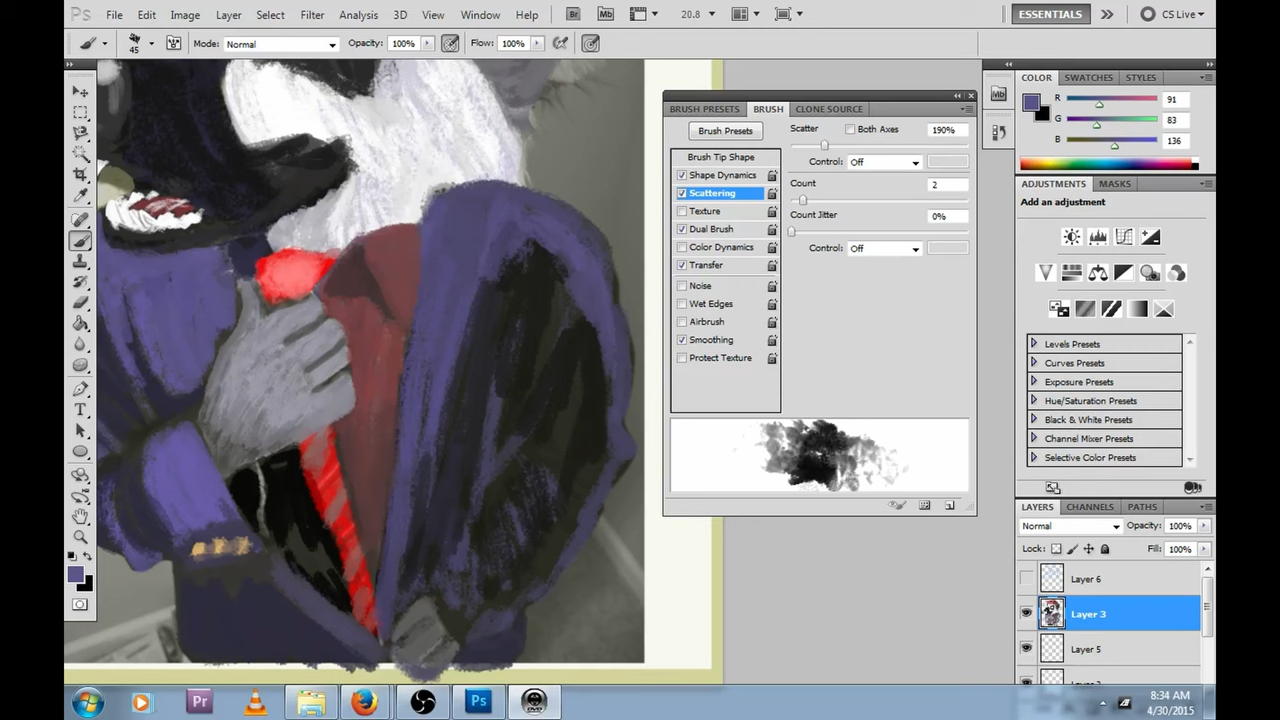 Ps File Edit Image Layer Select Filter Analysis 3D View Window Help Br Mb 20.8 ESSENTIALS CS Live
45 Mode: Normal Opacity: 100% Flow: 100%
BRUSH PRESETS BRUSH CLONE SOURCE
Brush Presets
Brush Tip Shape
Shape Dynamics
Scattering
Texture
Dual Brush
Color Dynamics
Transfer
Noise
Wet Edges
Airbrush
Smoothing
Protect Texture
Scatter Both Axes 190%
Control: Off
Count 2
Count Jitter 0%
Control: Off
Mb
COLOR SWATCHES STYLES
R 91
G 83
B 136
ADJUSTMENTS MASKS
Add an adjustment
Levels Presets
Curves Presets
Exposure Presets
Hue/Saturation Presets
Black & White Presets
Channel Mixer Presets
Selective Color Presets
LAYERS CHANNELS PATHS
Normal Opacity: 100%
Lock: Fill: 100%
Layer 6
Layer 3
Layer 5
Pr Ps
8:34 AM
4/30/2015